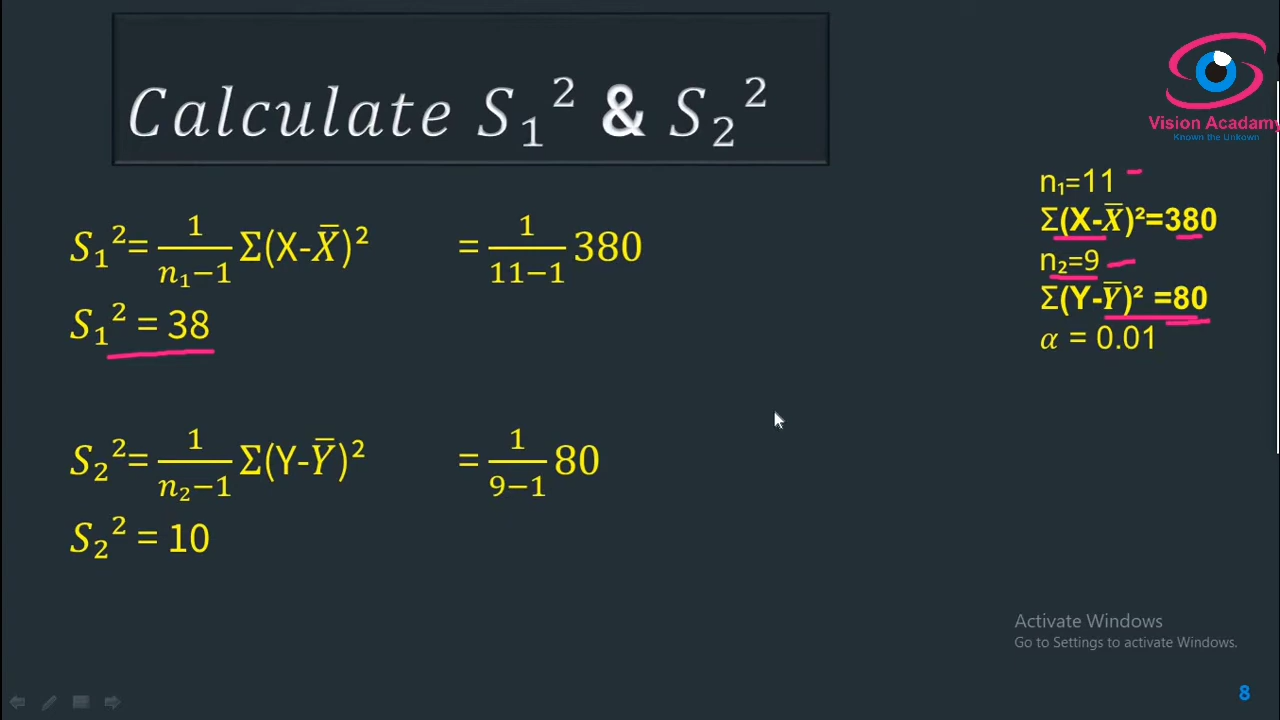 Calculate S₁² & S₂²
Vision Acadamy
Known the Unkown
n₁=11
Σ(X-X̅)²=380
n₂=9
Σ(Y-Y̅)² =80
α = 0.01
S₁²= 1/(n₁−1) Σ(X-X̅)² = 1/(11−1) 380
S₁² = 38
S₂²= 1/(n₂−1) Σ(Y-Y̅)² = 1/(9−1) 80
S₂² = 10
Activate Windows
Go to Settings to activate Windows.
8